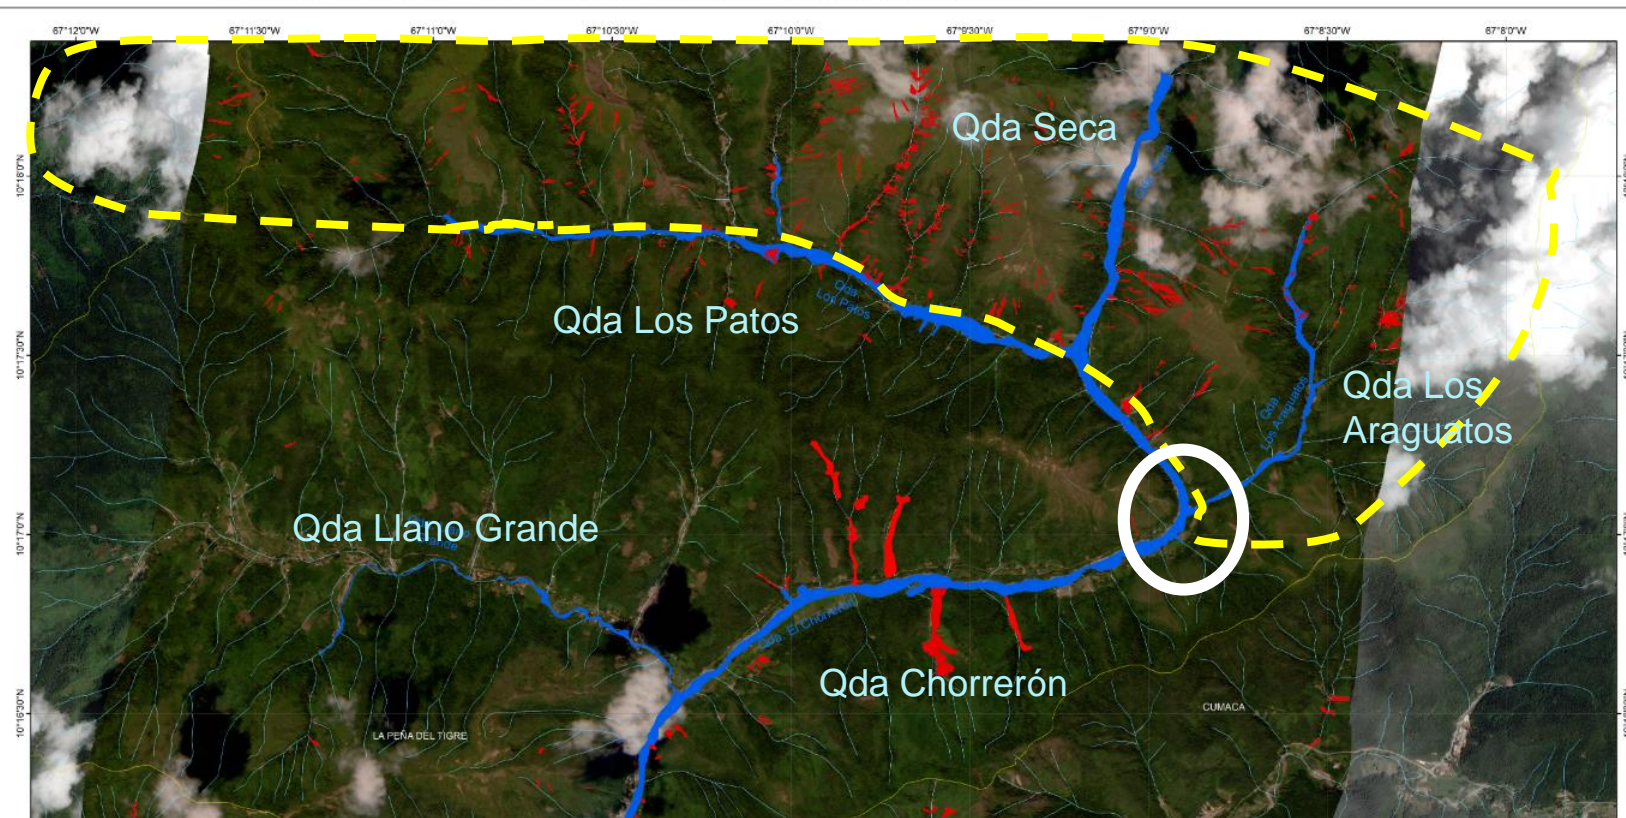 67°12'0"W 67°11'30"W 67°11'0"W 67°10'30"W 67°10'0"W 67°9'30"W 67°9'0"W 67°8'30"W 67°8'0"W
Qda Seca
10°18'0"N
Qda Los Patos
Qda
Los Patos
10°17'30"N
Qda Los
Araguatos
Qda
Los Araguatos
Qda Llano Grande
10°17'0"N
Qda El Chorrerón
Qda Chorrerón
10°16'30"N
CUMACA
LA PEÑA DEL TIGRE